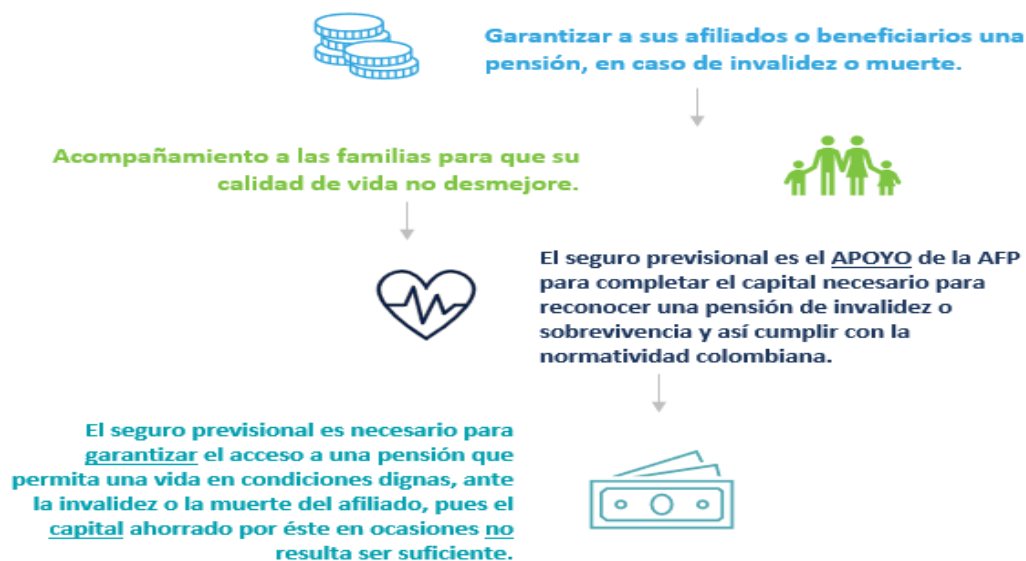 Garantizar a sus afiliados o beneficiarios una
pensión, en caso de invalidez o muerte.
Acompañamiento a las familias para que su
calidad de vida no desmejore.
El seguro previsional es el APOYO de la AFP
para completar el capital necesario para
reconocer una pensión de invalidez o
sobrevivencia y así cumplir con la
normatividad colombiana.
El seguro previsional es necesario para
garantizar el acceso a una pensión que
permita una vida en condiciones dignas, ante
la invalidez o la muerte del afiliado, pues el
capital ahorrado por éste en ocasiones no
resulta ser suficiente.